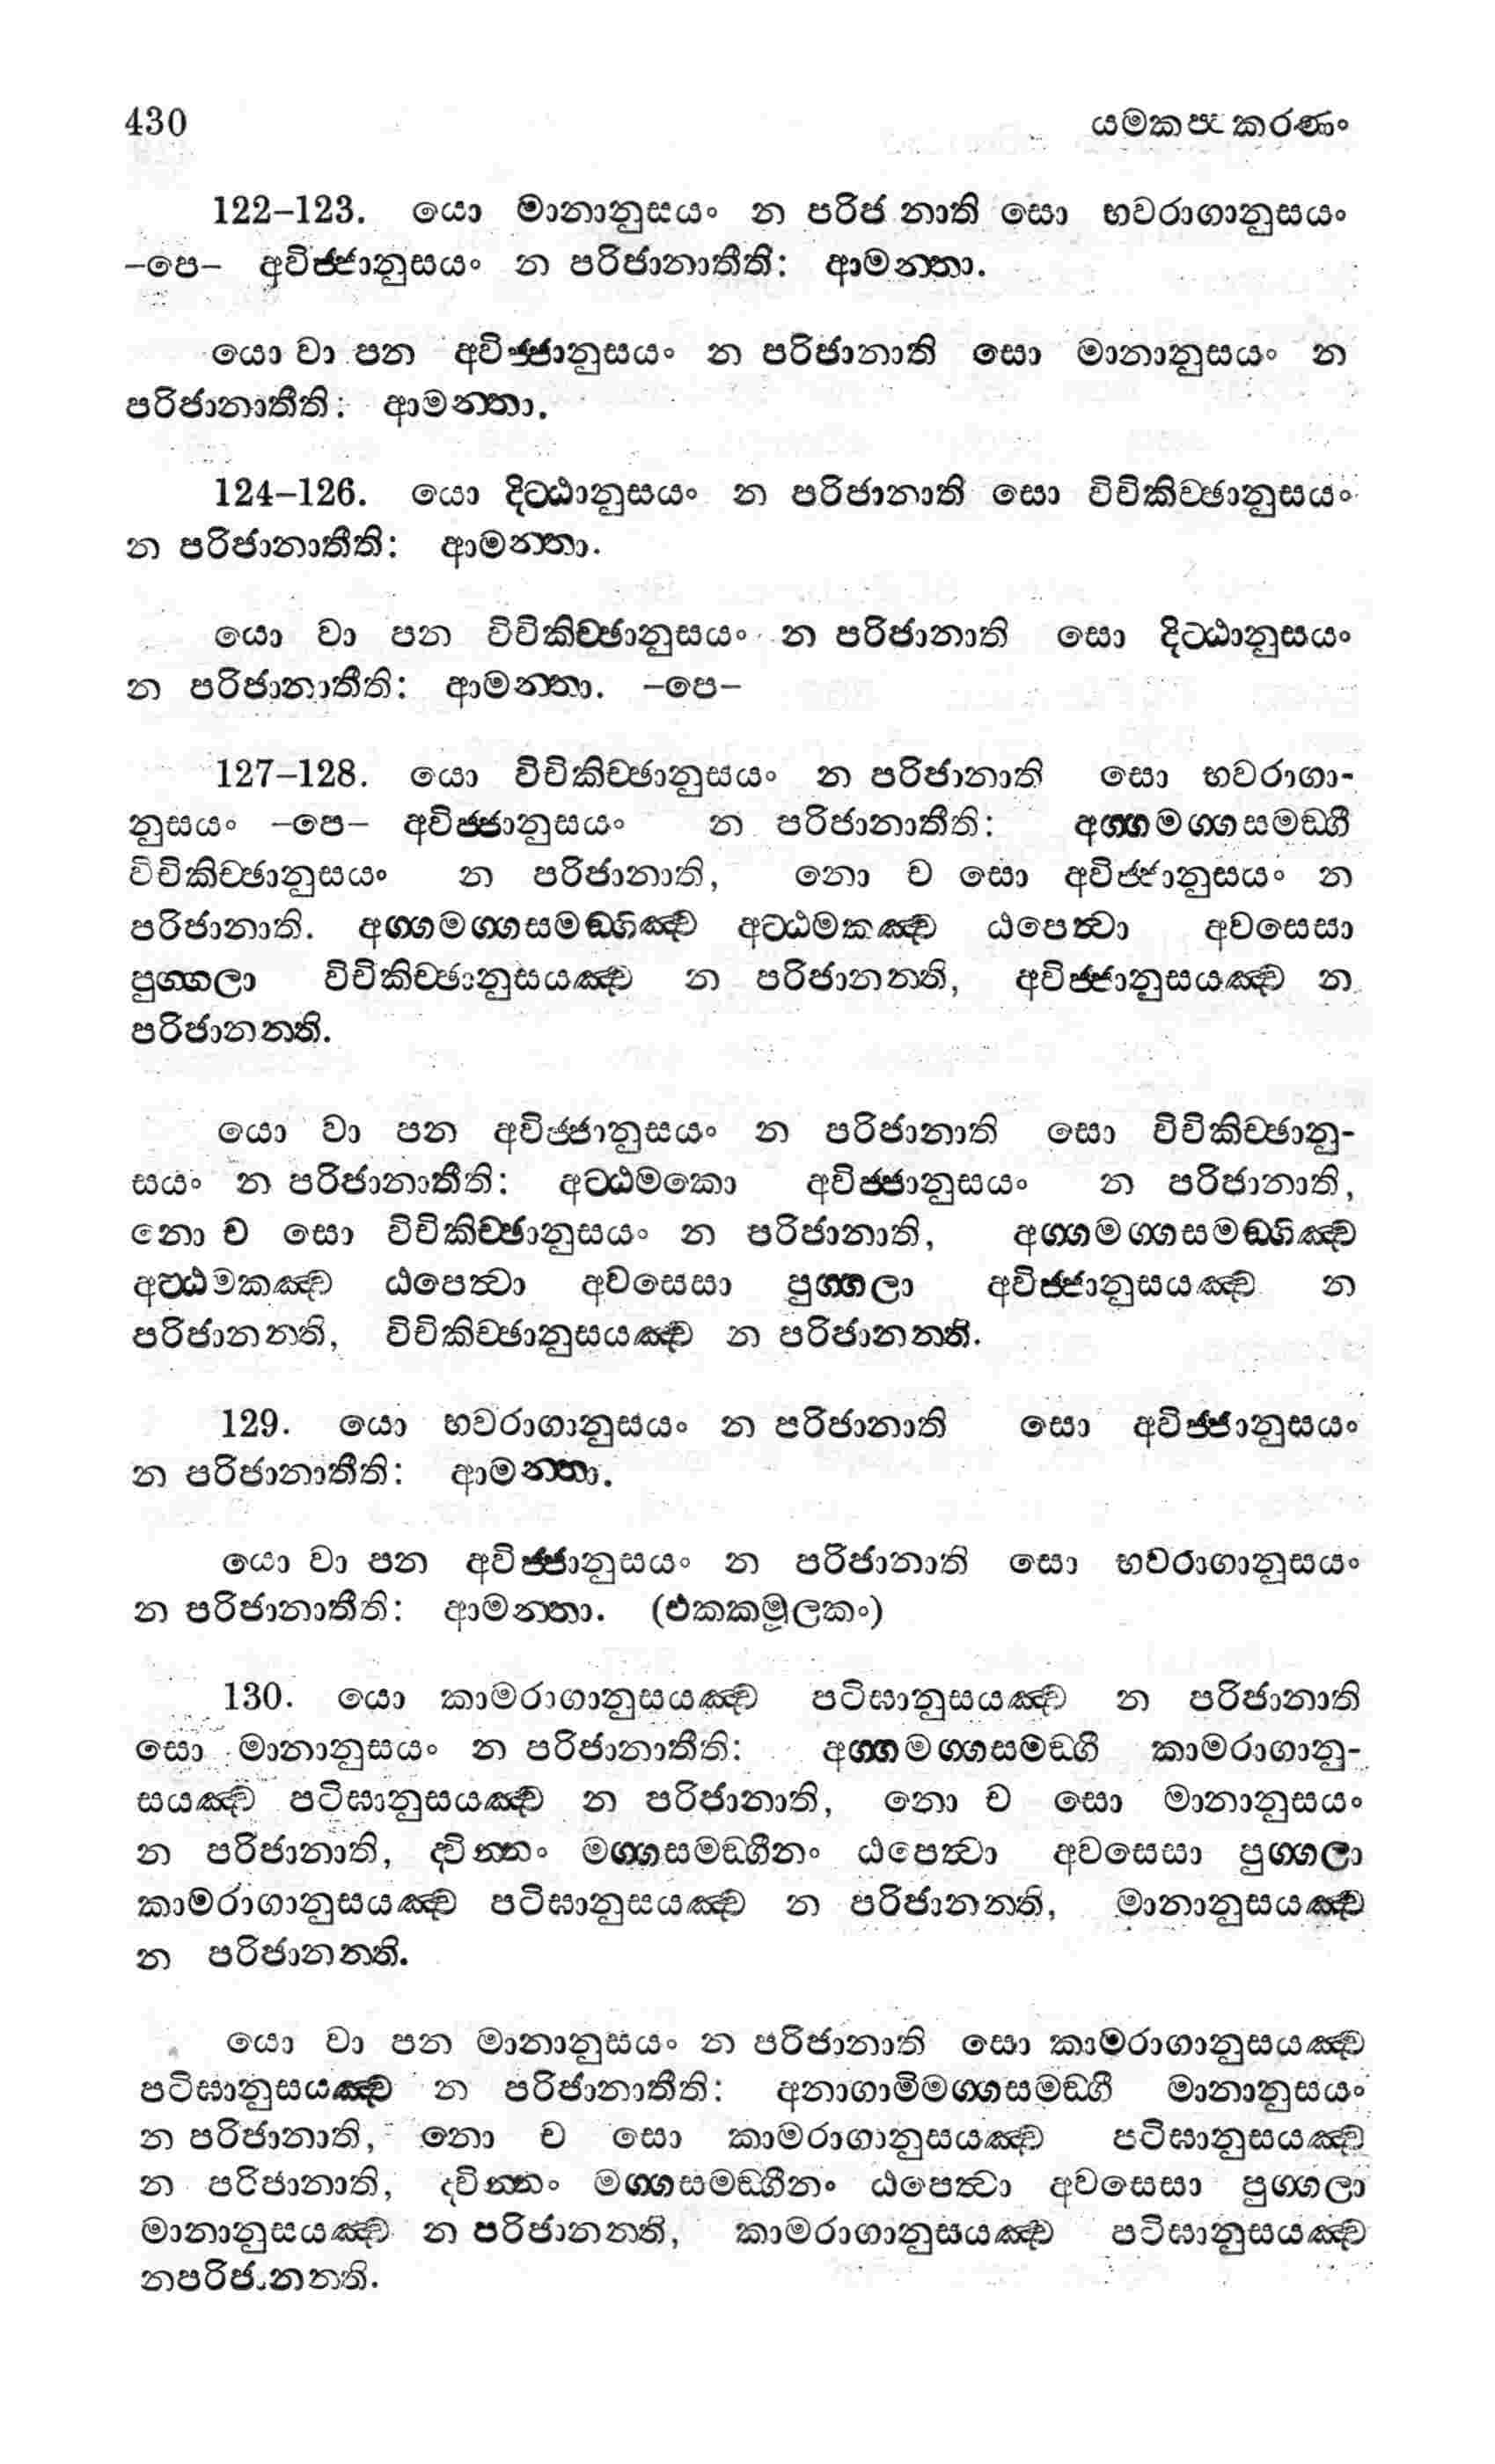 430 යමකපකරණං
122–123. යො මානානුසයං න පරිජ නාති සො භවරාගානුසයං
–පෙ– අවිජ්ජානුසයං න පරිජානාතීති: ආමන්තා.
යො වා පන අවිජ්ජානුසයං න පරිජානාති සො මානානුසයං න
පරිජානාතීති: ආමන්තා.
124–126. යො දිට්ඨානුසයං න පරිජානාති සො විචිකිච්ඡානුසයං
න පරිජානාතීති: ආමන්තා.
යො වා පන විචිකිච්ඡානුසයං න පරිජානාති සො දිට්ඨානුසයං
න පරිජානාතීති: ආමන්තා. –පෙ–
127–128. යො විචිකිච්ඡානුසයං න පරිජානාති සො භවරාගා-
නුසයං –පෙ– අවිජ්ජානුසයං න පරිජානාතීති: අග්ගමග්ගසමඞ්ගී
විචිකිච්ඡානුසයං න පරිජානාති, නො ච සො අවිජ්ජානුසයං න
පරිජානාති. අග්ගමග්ගසමඞ්ගිඤ්ච අට්ඨමකඤ්ච ඨපෙත්වා අවසෙසා
පුග්ගලා විචිකිච්ඡානුසයඤ්ච න පරිජානන්ති, අවිජ්ජානුසයඤ්ච න
පරිජානන්ති.
යො වා පන අවිජ්ජානුසයං න පරිජානාති සො විචිකිච්ඡානු-
සයං න පරිජානාතීති: අට්ඨමකො අවිජ්ජානුසයං න පරිජානාති,
නො ච සො විචිකිච්ඡානුසයං න පරිජානාති, අග්ගමග්ගසමඞ්ගිඤ්ච
අට්ඨමකඤ්ච ඨපෙත්වා අවසෙසා පුග්ගලා අවිජ්ජානුසයඤ්ච න
පරිජානන්ති, විචිකිච්ඡානුසයඤ්ච න පරිජානන්ති.
129. යො භවරාගානුසයං න පරිජානාති සො අවිජ්ජානුසයං
න පරිජානාතීති: ආමන්තා.
යො වා පන අවිජ්ජානුසයං න පරිජානාති සො භවරාගානුසයං
න පරිජානාතීති: ආමන්තා. (එකකමූලකං)
130. යො කාමරාගානුසයඤ්ච පටිඝානුසයඤ්ච න පරිජානාති
සො මානානුසයං න පරිජානාතීති: අග්ගමග්ගසමඞ්ගී කාමරාගානු-
සයඤ්ච පටිඝානුසයඤ්ච න පරිජානාති, නො ච සො මානානුසයං
න පරිජානාති, ද්වින්නං මග්ගසමඞ්ගීනං ඨපෙත්වා අවසෙසා පුග්ගලා
කාමරාගානුසයඤ්ච පටිඝානුසයඤ්ච න පරිජානන්ති, මානානුසයඤ්ච
න පරිජානන්ති.
යො වා පන මානානුසයං න පරිජානාති සො කාමරාගානුසයඤ්ච
පටිඝානුසයඤ්ච න පරිජානාතීති: අනාගාමිමග්ගසමඞ්ගී මානානුසයං
න පරිජානාති, නො ච සො කාමරාගානුසයඤ්ච පටිඝානුසයඤ්ච
න පරිජානාති, ද්වින්නං මග්ගසමඞ්ගීනං ඨපෙත්වා අවසෙසා පුග්ගලා
මානානුසයඤ්ච න පරිජානන්ති, කාමරාගානුසයඤ්ච පටිඝානුසයඤ්ච
නපරිජානන්ති.